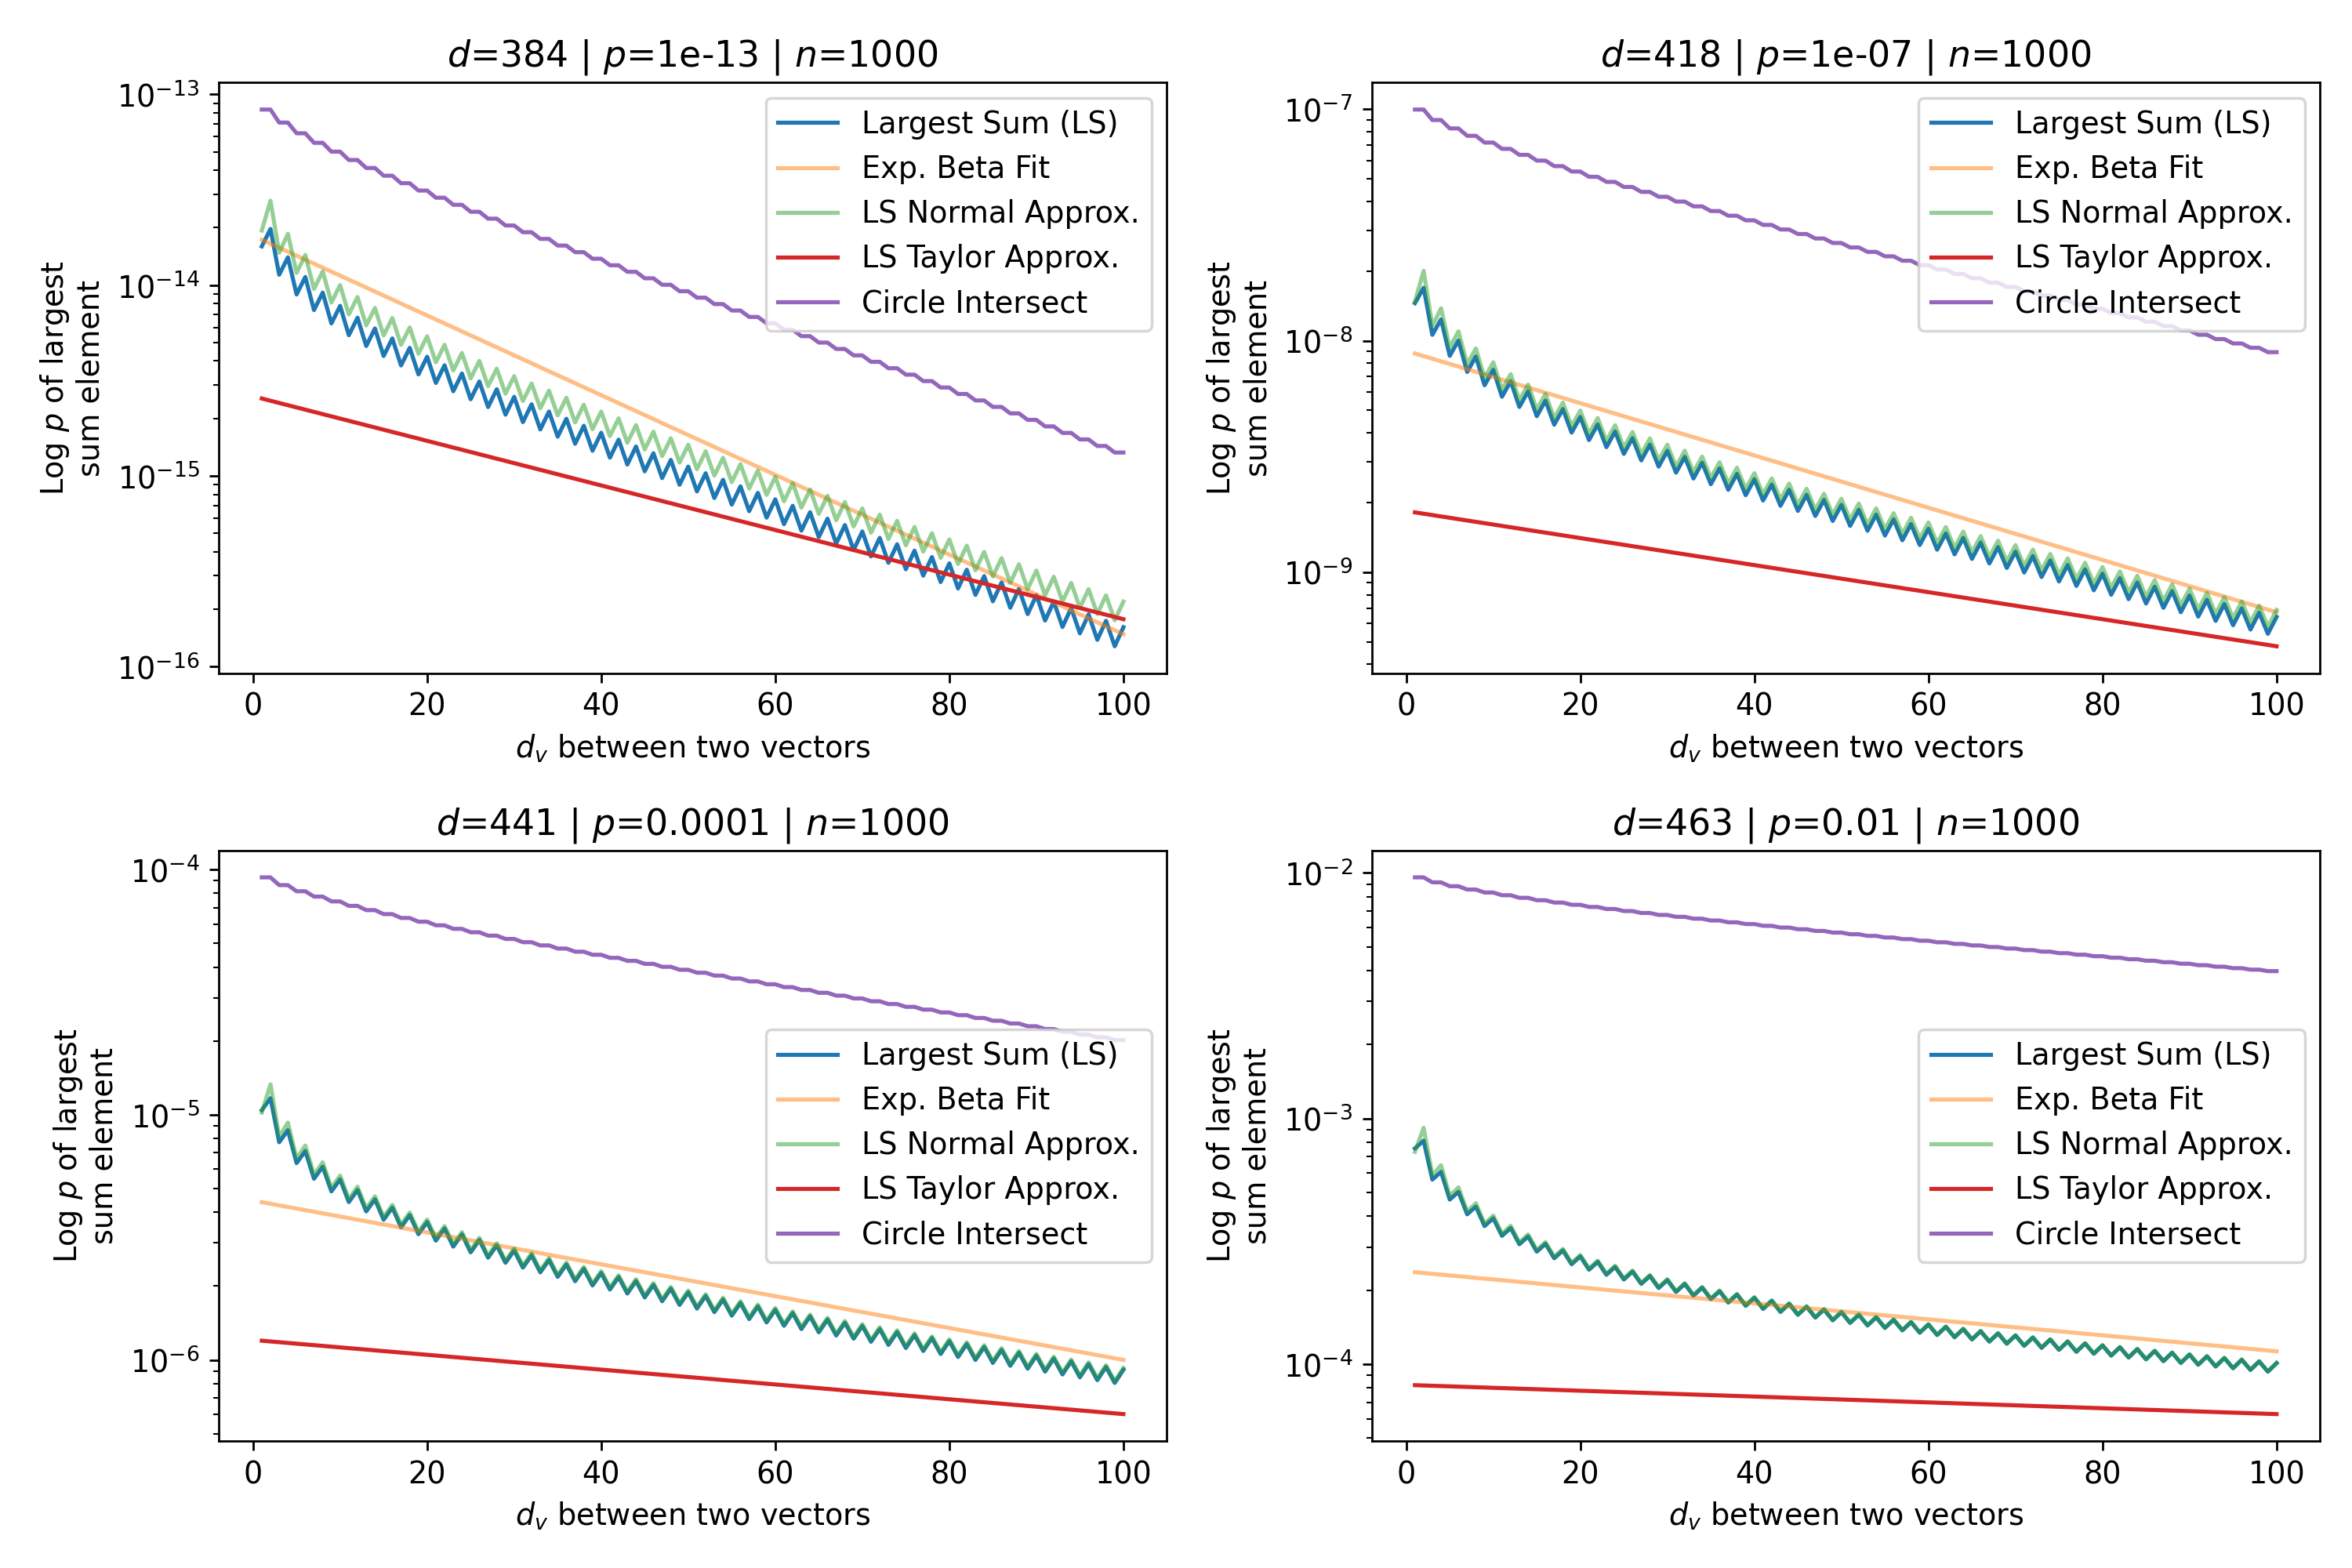 d=384 | p=1e-13 | n=1000
10⁻¹³
10⁻¹⁴
10⁻¹⁵
10⁻¹⁶
Log p of largest
sum element
Largest Sum (LS)
Exp. Beta Fit
LS Normal Approx.
LS Taylor Approx.
Circle Intersect
0 20 40 60 80 100
dᵥ between two vectors
d=418 | p=1e-07 | n=1000
10⁻⁷
10⁻⁸
10⁻⁹
Log p of largest
sum element
Largest Sum (LS)
Exp. Beta Fit
LS Normal Approx.
LS Taylor Approx.
Circle Intersect
0 20 40 60 80 100
dᵥ between two vectors
d=441 | p=0.0001 | n=1000
10⁻⁴
10⁻⁵
10⁻⁶
Log p of largest
sum element
Largest Sum (LS)
Exp. Beta Fit
LS Normal Approx.
LS Taylor Approx.
Circle Intersect
0 20 40 60 80 100
dᵥ between two vectors
d=463 | p=0.01 | n=1000
10⁻²
10⁻³
10⁻⁴
Log p of largest
sum element
Largest Sum (LS)
Exp. Beta Fit
LS Normal Approx.
LS Taylor Approx.
Circle Intersect
0 20 40 60 80 100
dᵥ between two vectors